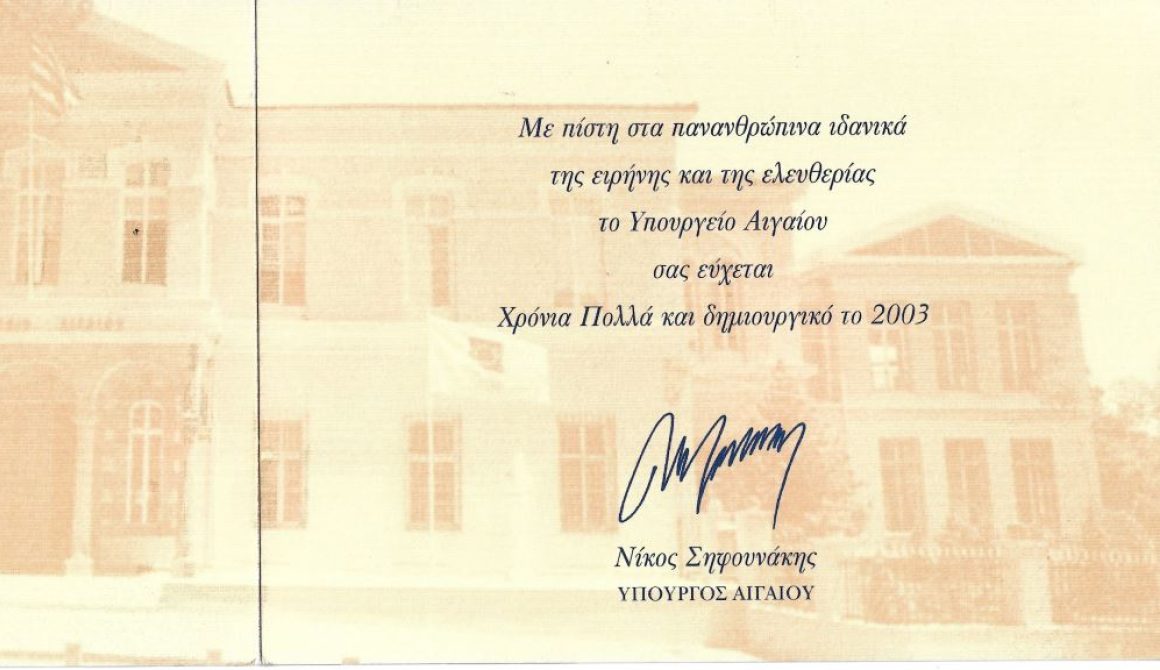 Με πίστη στα πανανθρώπινα ιδανικά
της ειρήνης και της ελευθερίας
το Υπουργείο Αιγαίου
σας εύχεται
Χρόνια Πολλά και δημιουργικό το 2003
Νίκος Σηφουνάκης
ΥΠΟΥΡΓΟΣ ΑΙΓΑΙΟΥ